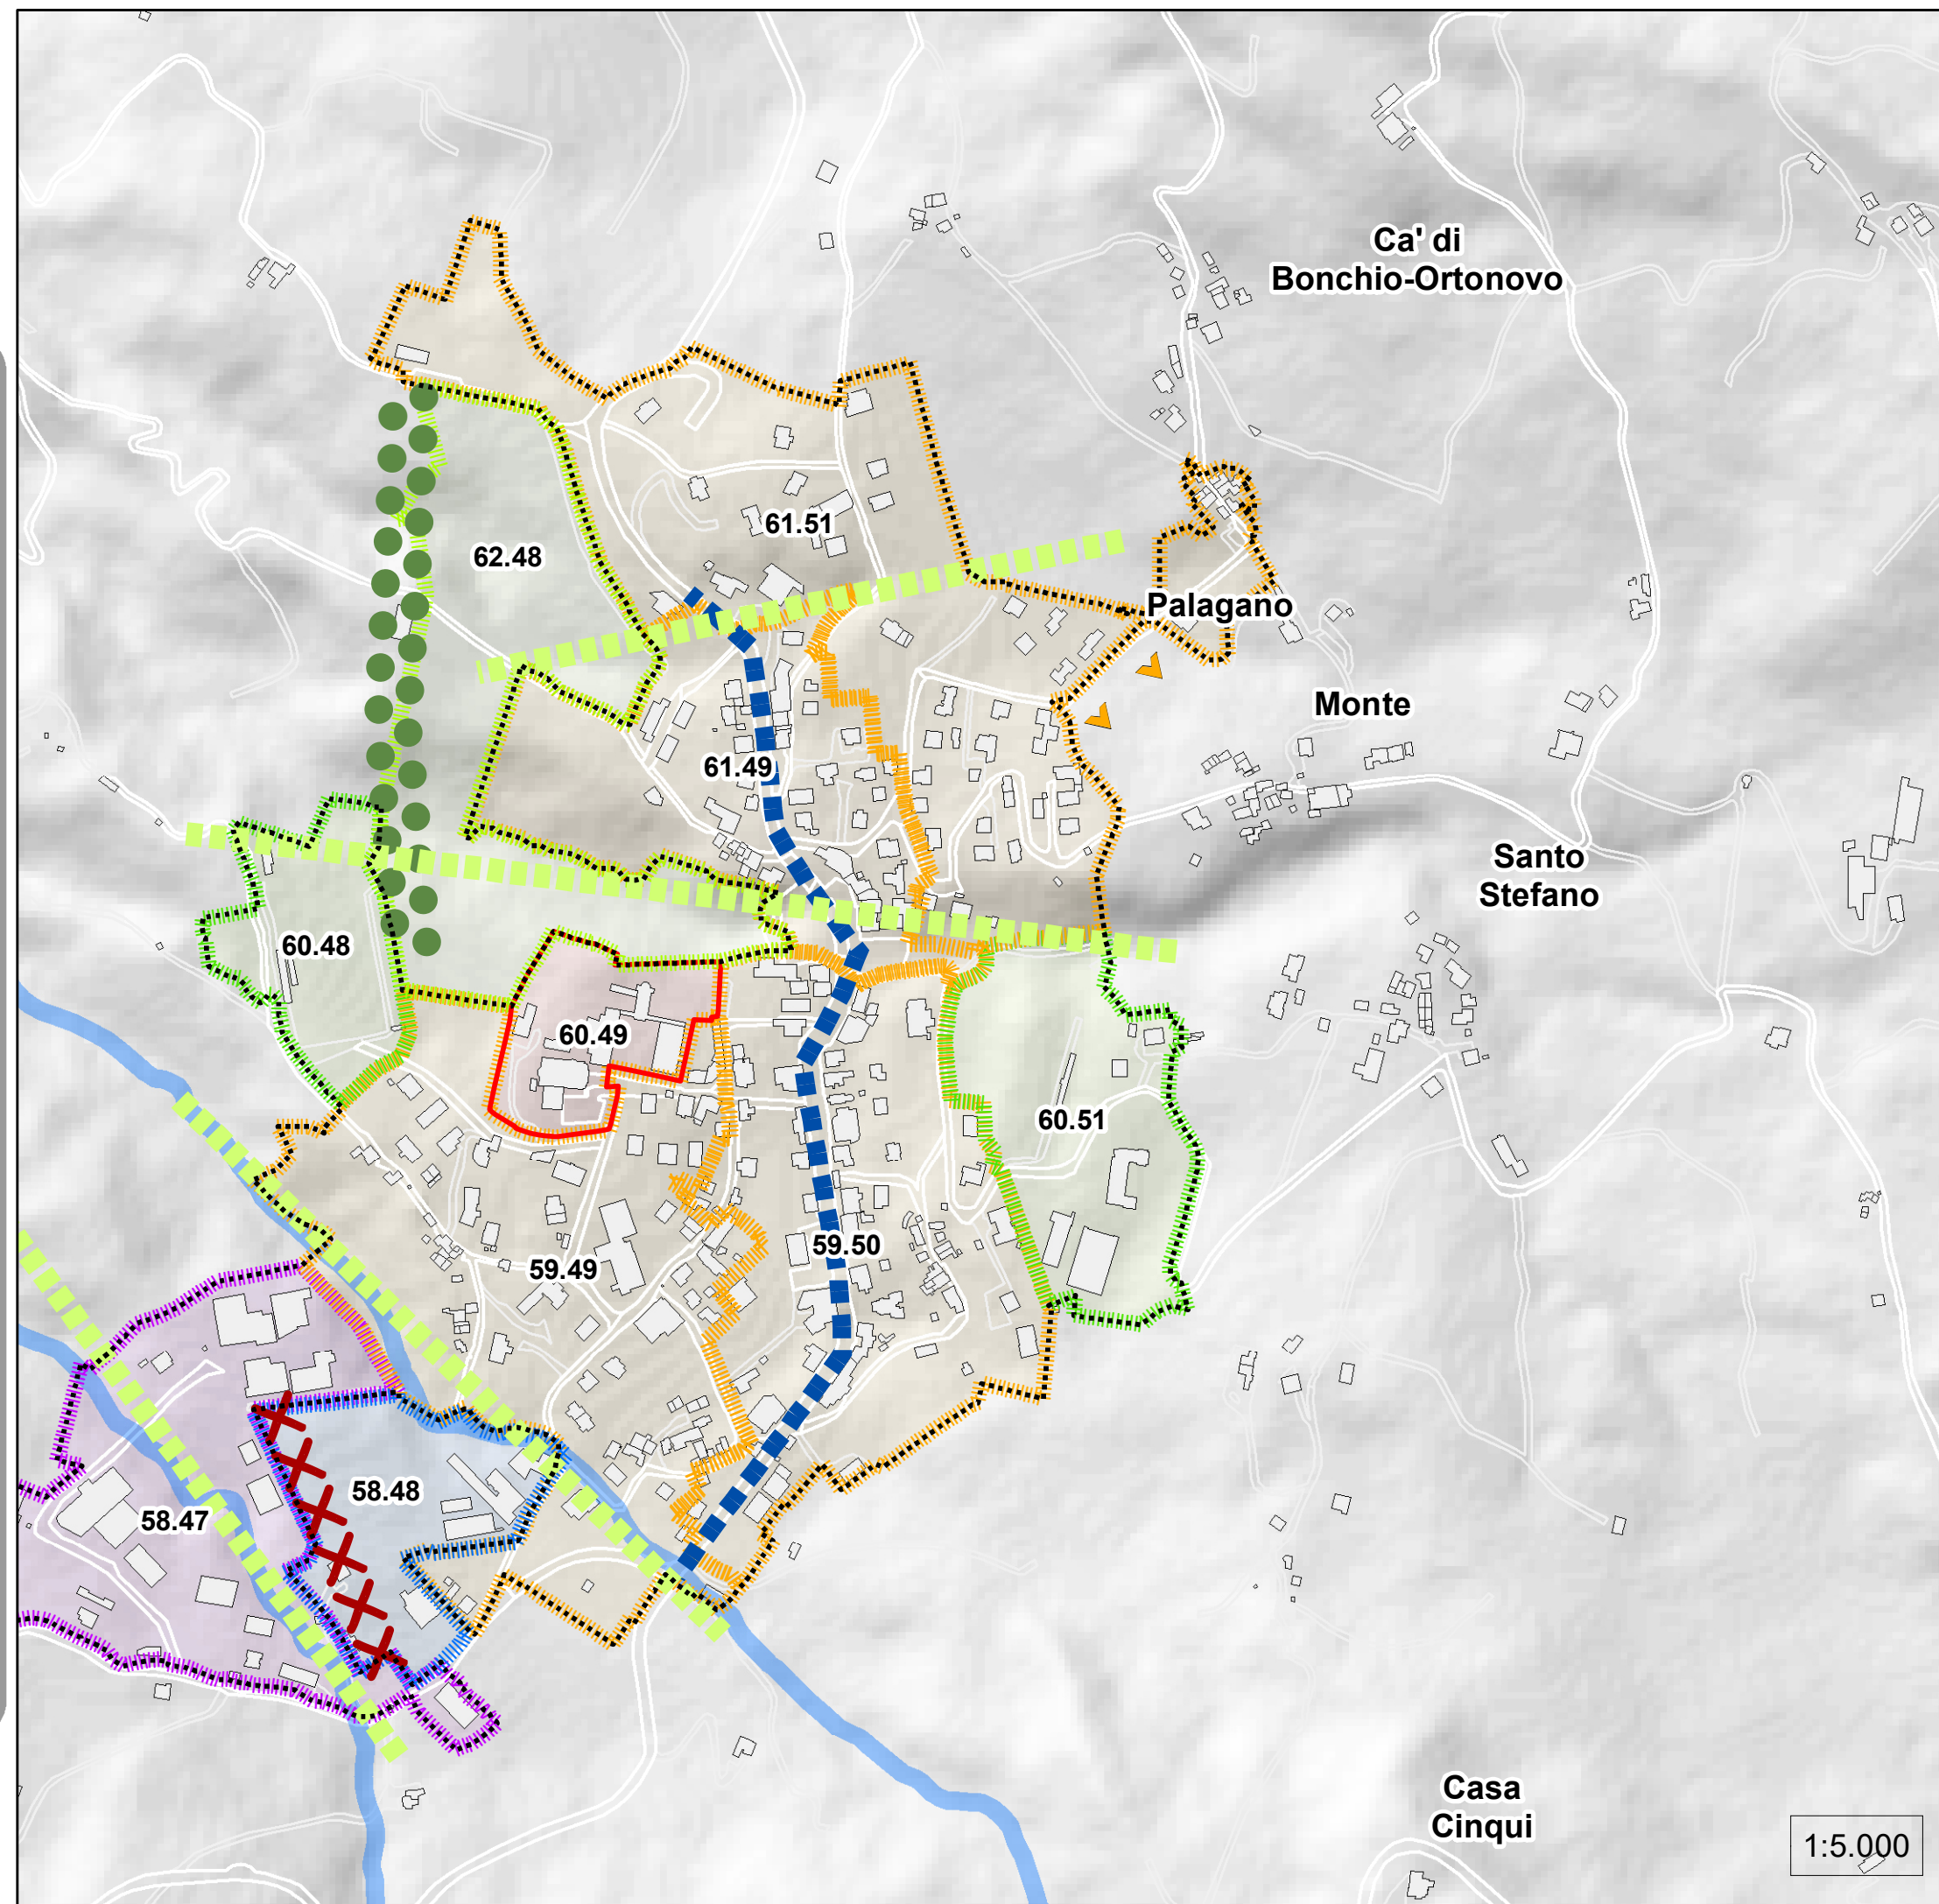 Ca' di
Bonchio-Ortonovo
61.51
62.48
Palagano
Monte
61.49
Santo
Stefano
60.48
60.49
60.51
59.50
59.49
58.48
58.47
Casa
Cinqui
1:5.000